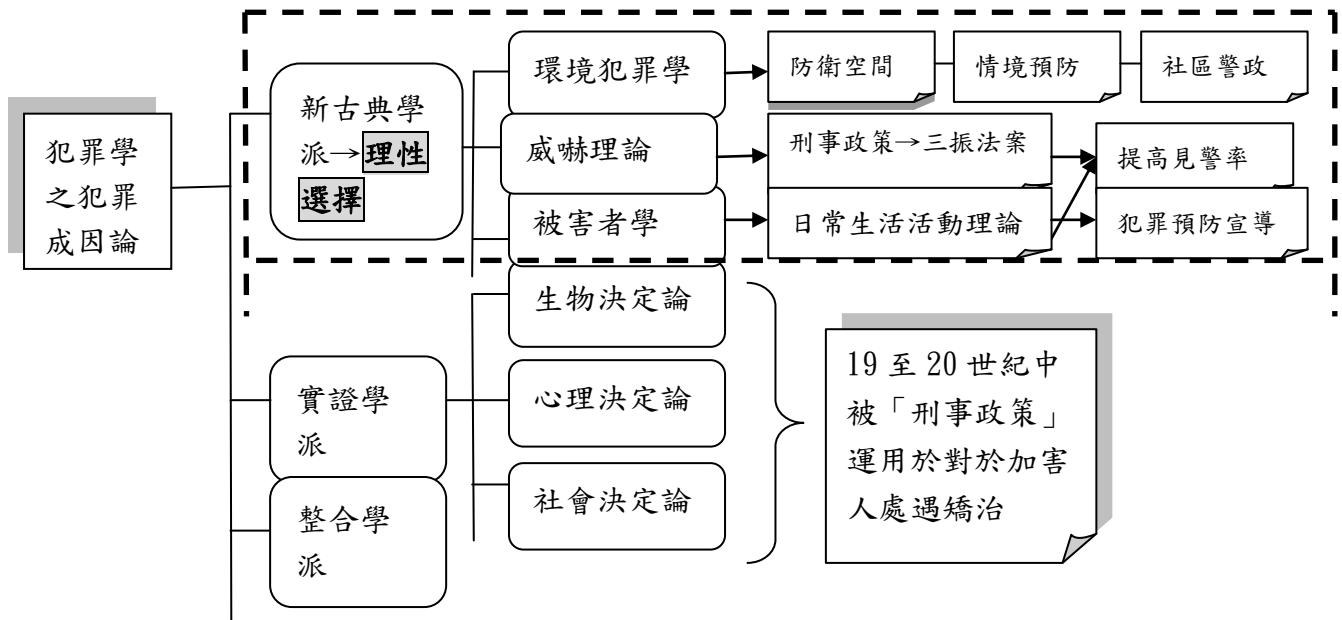 犯罪學
之犯罪
成因論
新古典學
派→理性
選擇
環境犯罪學
防衛空間
情境預防
社區警政
威嚇理論
刑事政策→三振法案
提高見警率
被害者學
日常生活活動理論
犯罪預防宣導
實證學
派
生物決定論
心理決定論
社會決定論
19 至 20 世紀中
被「刑事政策」
運用於對於加害
人處遇矯治
整合學
派